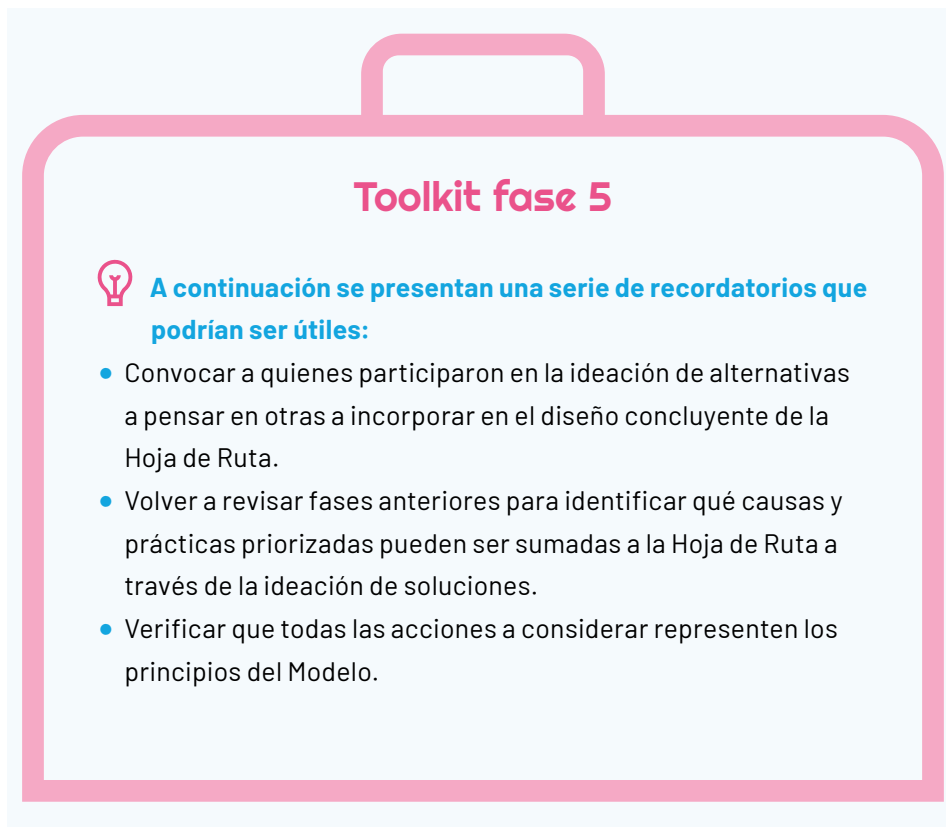 Toolkit fase 5
A continuación se presentan una serie de recordatorios que
podrían ser útiles:
• Convocar a quienes participaron en la ideación de alternativas
a pensar en otras a incorporar en el diseño concluyente de la
Hoja de Ruta.
• Volver a revisar fases anteriores para identificar qué causas y
prácticas priorizadas pueden ser sumadas a la Hoja de Ruta a
través de la ideación de soluciones.
• Verificar que todas las acciones a considerar representen los
principios del Modelo.